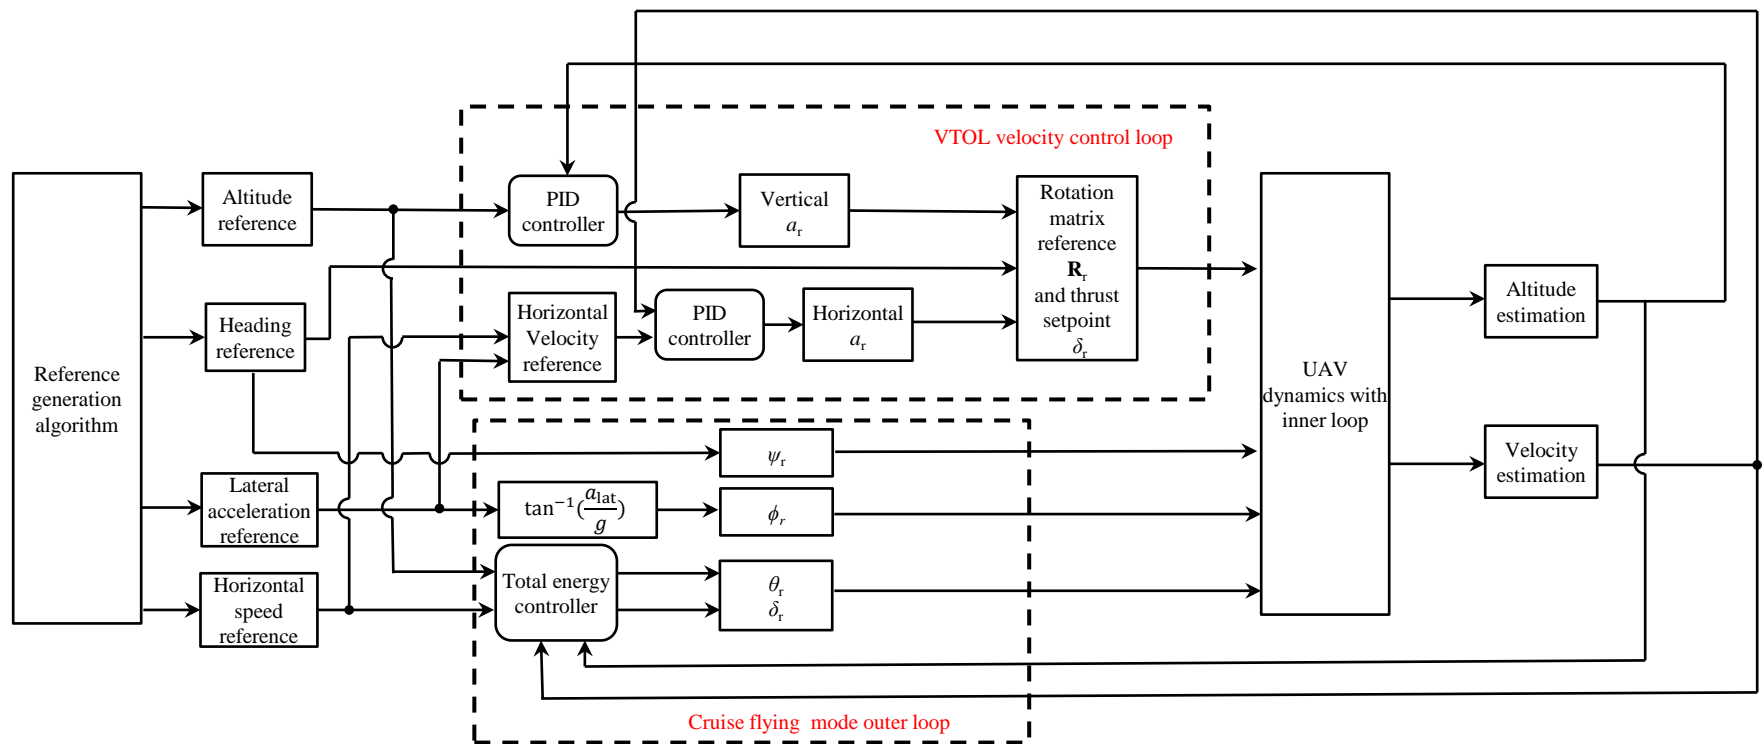 VTOL velocity control loop
Reference
generation
algorithm
Altitude
reference
PID
controller
Vertical
a_r
Rotation
matrix
reference
R_r
and thrust
setpoint
δ_r
Heading
reference
Horizontal
Velocity
reference
PID
controller
Horizontal
a_r
UAV
dynamics with
inner loop
Altitude
estimation
Velocity
estimation
ψ_r
Lateral
acceleration
reference
tan⁻¹(a_lat/g)
ϕ_r
Horizontal
speed
reference
Total energy
controller
θ_r
δ_r
Cruise flying mode outer loop